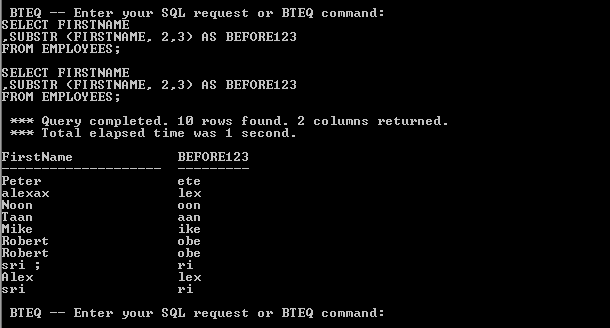 BTEQ -- Enter your SQL request or BTEQ command:
SELECT FIRSTNAME
,SUBSTR (FIRSTNAME, 2,3) AS BEFORE123
FROM EMPLOYEES;
SELECT FIRSTNAME
,SUBSTR (FIRSTNAME, 2,3) AS BEFORE123
FROM EMPLOYEES;
*** Query completed. 10 rows found. 2 columns returned.
*** Total elapsed time was 1 second.
FirstName BEFORE123
-------------------- ---------
Peter ete
alexax lex
Noon oon
Taan aan
Mike ike
Robert obe
Robert obe
sri ; ri
Alex lex
sri ri
BTEQ -- Enter your SQL request or BTEQ command: